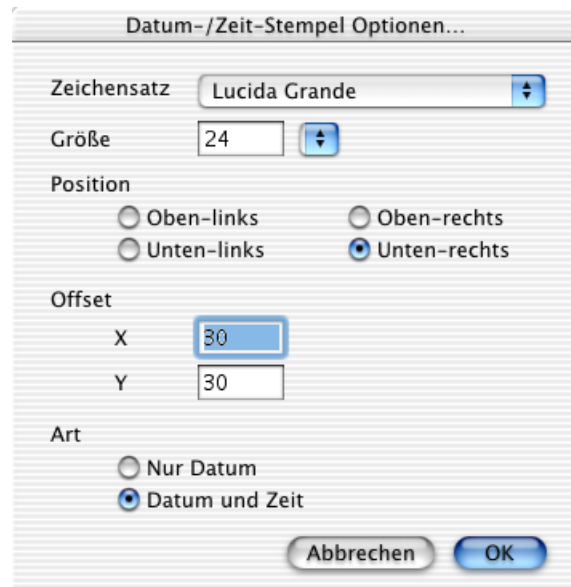 Datum-/Zeit-Stempel Optionen...
Zeichensatz Lucida Grande
Größe 24
Position
Oben-links Oben-rechts
Unten-links Unten-rechts
Offset
X 30
Y 30
Art
Nur Datum
Datum und Zeit
Abbrechen OK